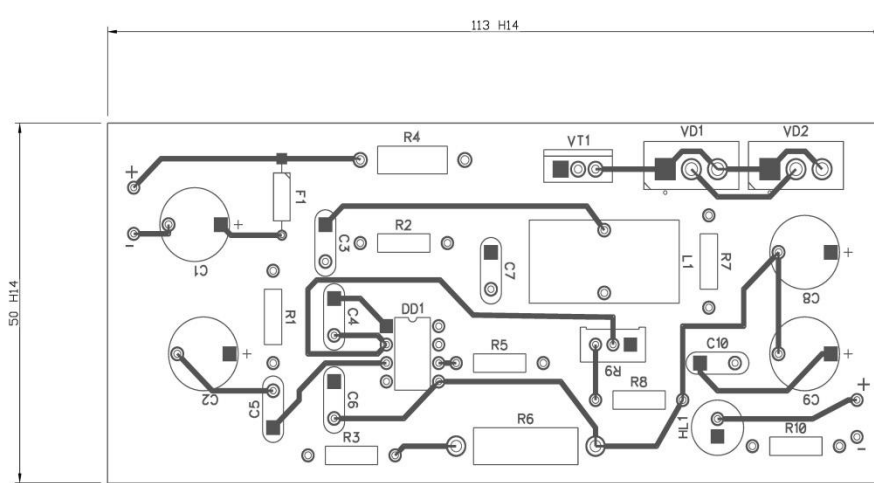 113 H14
50 H14
R4
VT1
VD1
VD2
+
F1
-
C1
+
C3
R2
C7
L1
R7
C8
+
R1
C4
DD1
R5
R9
C10
C2
+
C5
C6
R8
C9
+
R3
R6
HL1
R10
-